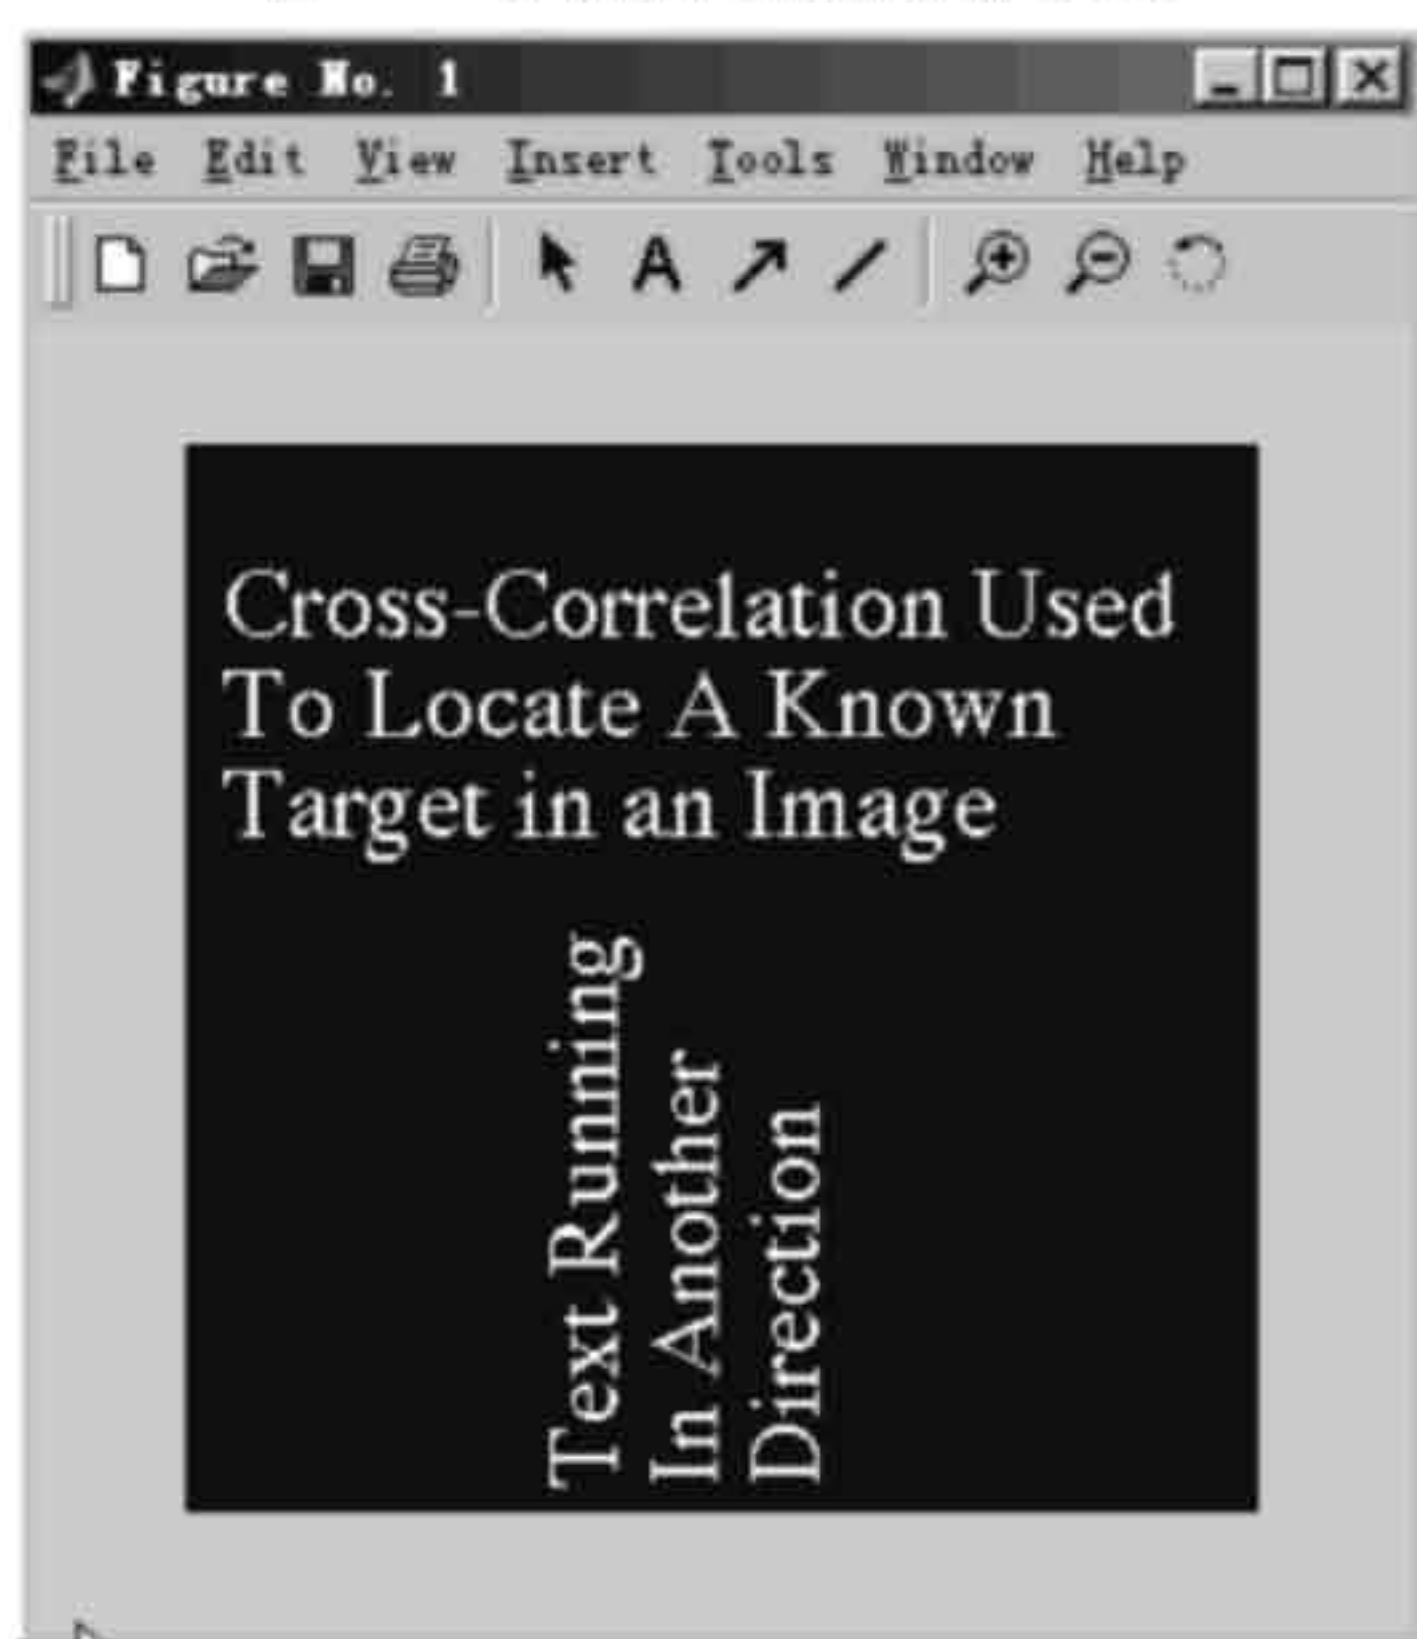 Figure No. 1
File Edit View Insert Tools Window Help
A
Cross-Correlation Used
To Locate A Known
Target in an Image
Text Running
In Another
Direction